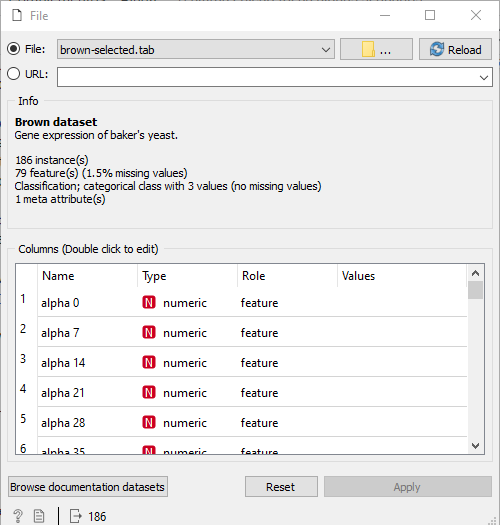 File
File: brown-selected.tab ... Reload
URL:
Info
Brown dataset
Gene expression of baker's yeast.
186 instance(s)
79 feature(s) (1.5% missing values)
Classification; categorical class with 3 values (no missing values)
1 meta attribute(s)
Columns (Double click to edit)
Name Type Role Values
1 alpha 0 N numeric feature
2 alpha 7 N numeric feature
3 alpha 14 N numeric feature
4 alpha 21 N numeric feature
5 alpha 28 N numeric feature
6 alpha 35 N numeric feature
Browse documentation datasets Reset Apply
? 186